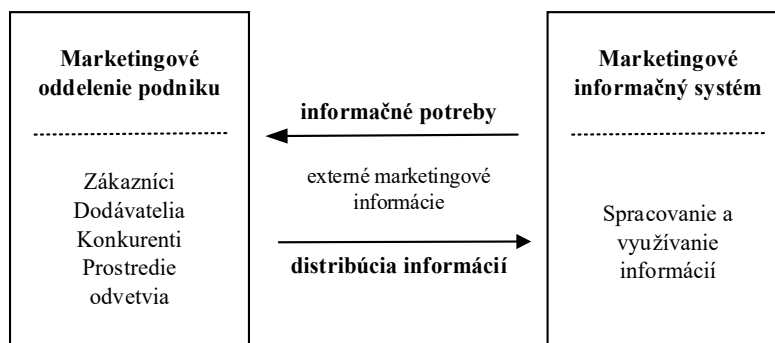 Marketingové
oddelenie podniku
Zákazníci
Dodávatelia
Konkurenti
Prostredie
odvetvia
informačné potreby
externé marketingové
informácie
distribúcia informácií
Marketingové
informačný systém
Spracovanie a
využívanie
informácií